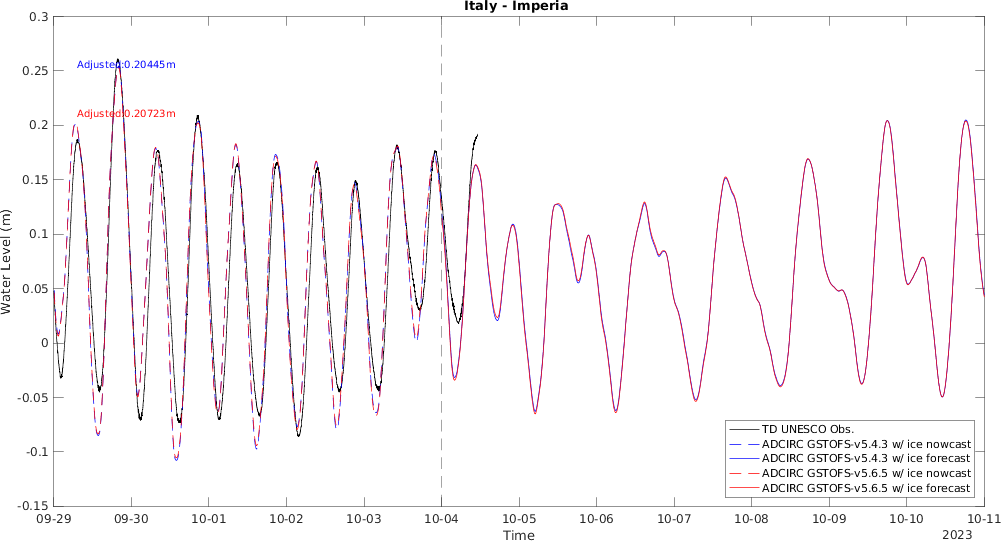 Italy - Imperia
Water Level (m)
0.3
0.25
0.2
0.15
0.1
0.05
0
-0.05
-0.1
-0.15
Adjusted:0.20445m
Adjusted:0.20723m
TD UNESCO Obs.
ADCIRC GSTOFS-v5.4.3 w/ ice nowcast
ADCIRC GSTOFS-v5.4.3 w/ ice forecast
ADCIRC GSTOFS-v5.6.5 w/ ice nowcast
ADCIRC GSTOFS-v5.6.5 w/ ice forecast
09-29 09-30 10-01 10-02 10-03 10-04 10-05 10-06 10-07 10-08 10-09 10-10 10-11
Time
2023